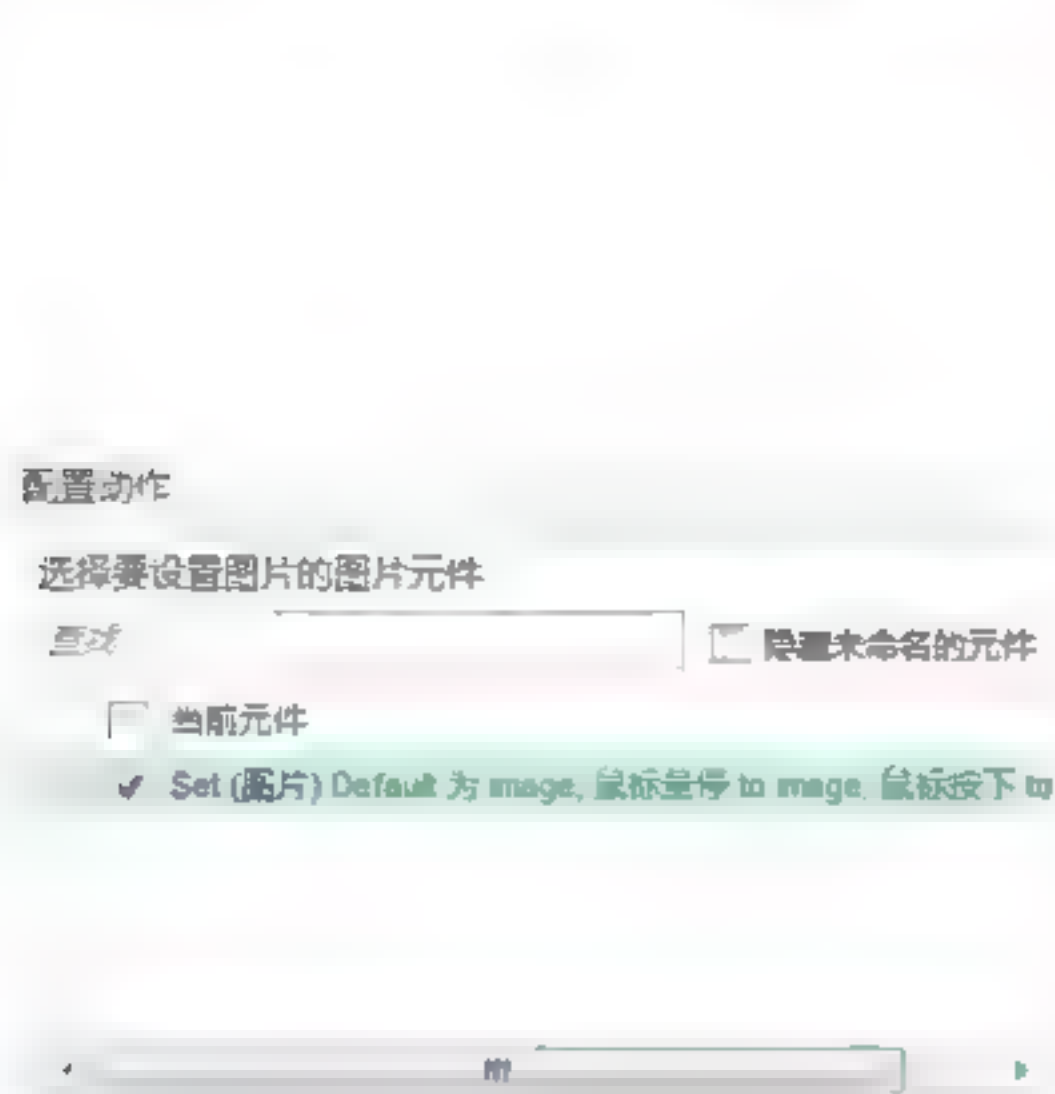 配置动作
选择要设置图片的图片元件
查找 隐藏未命名的元件
当前元件
Set (图片) Default 为 image, 鼠标悬停 to image, 鼠标按下 to